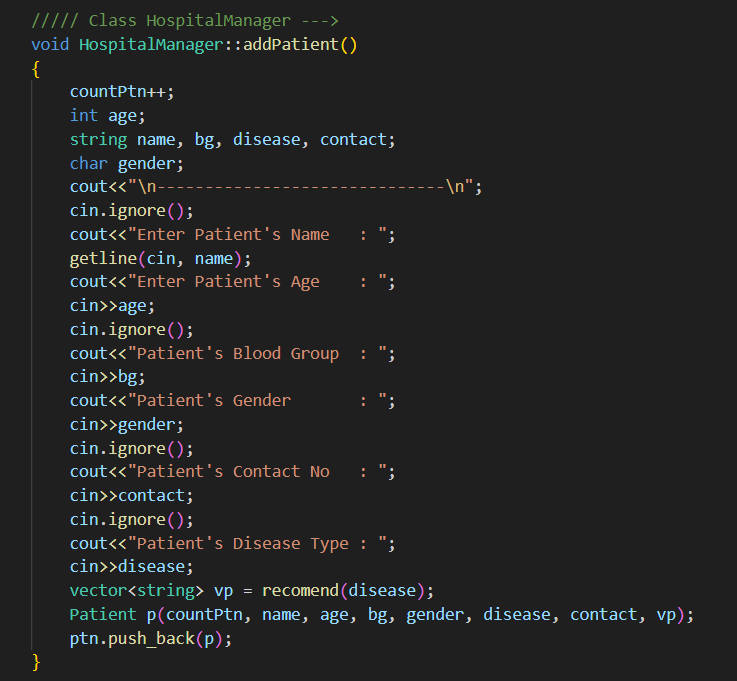 ///// Class HospitalManager --->
void HospitalManager::addPatient()
{
    countPtn++;
    int age;
    string name, bg, disease, contact;
    char gender;
    cout<<"\n------------------------------\n";
    cin.ignore();
    cout<<"Enter Patient's Name   : ";
    getline(cin, name);
    cout<<"Enter Patient's Age    : ";
    cin>>age;
    cin.ignore();
    cout<<"Patient's Blood Group  : ";
    cin>>bg;
    cout<<"Patient's Gender       : ";
    cin>>gender;
    cin.ignore();
    cout<<"Patient's Contact No   : ";
    cin>>contact;
    cin.ignore();
    cout<<"Patient's Disease Type : ";
    cin>>disease;
    vector<string> vp = recomend(disease);
    Patient p(countPtn, name, age, bg, gender, disease, contact, vp);
    ptn.push_back(p);
}